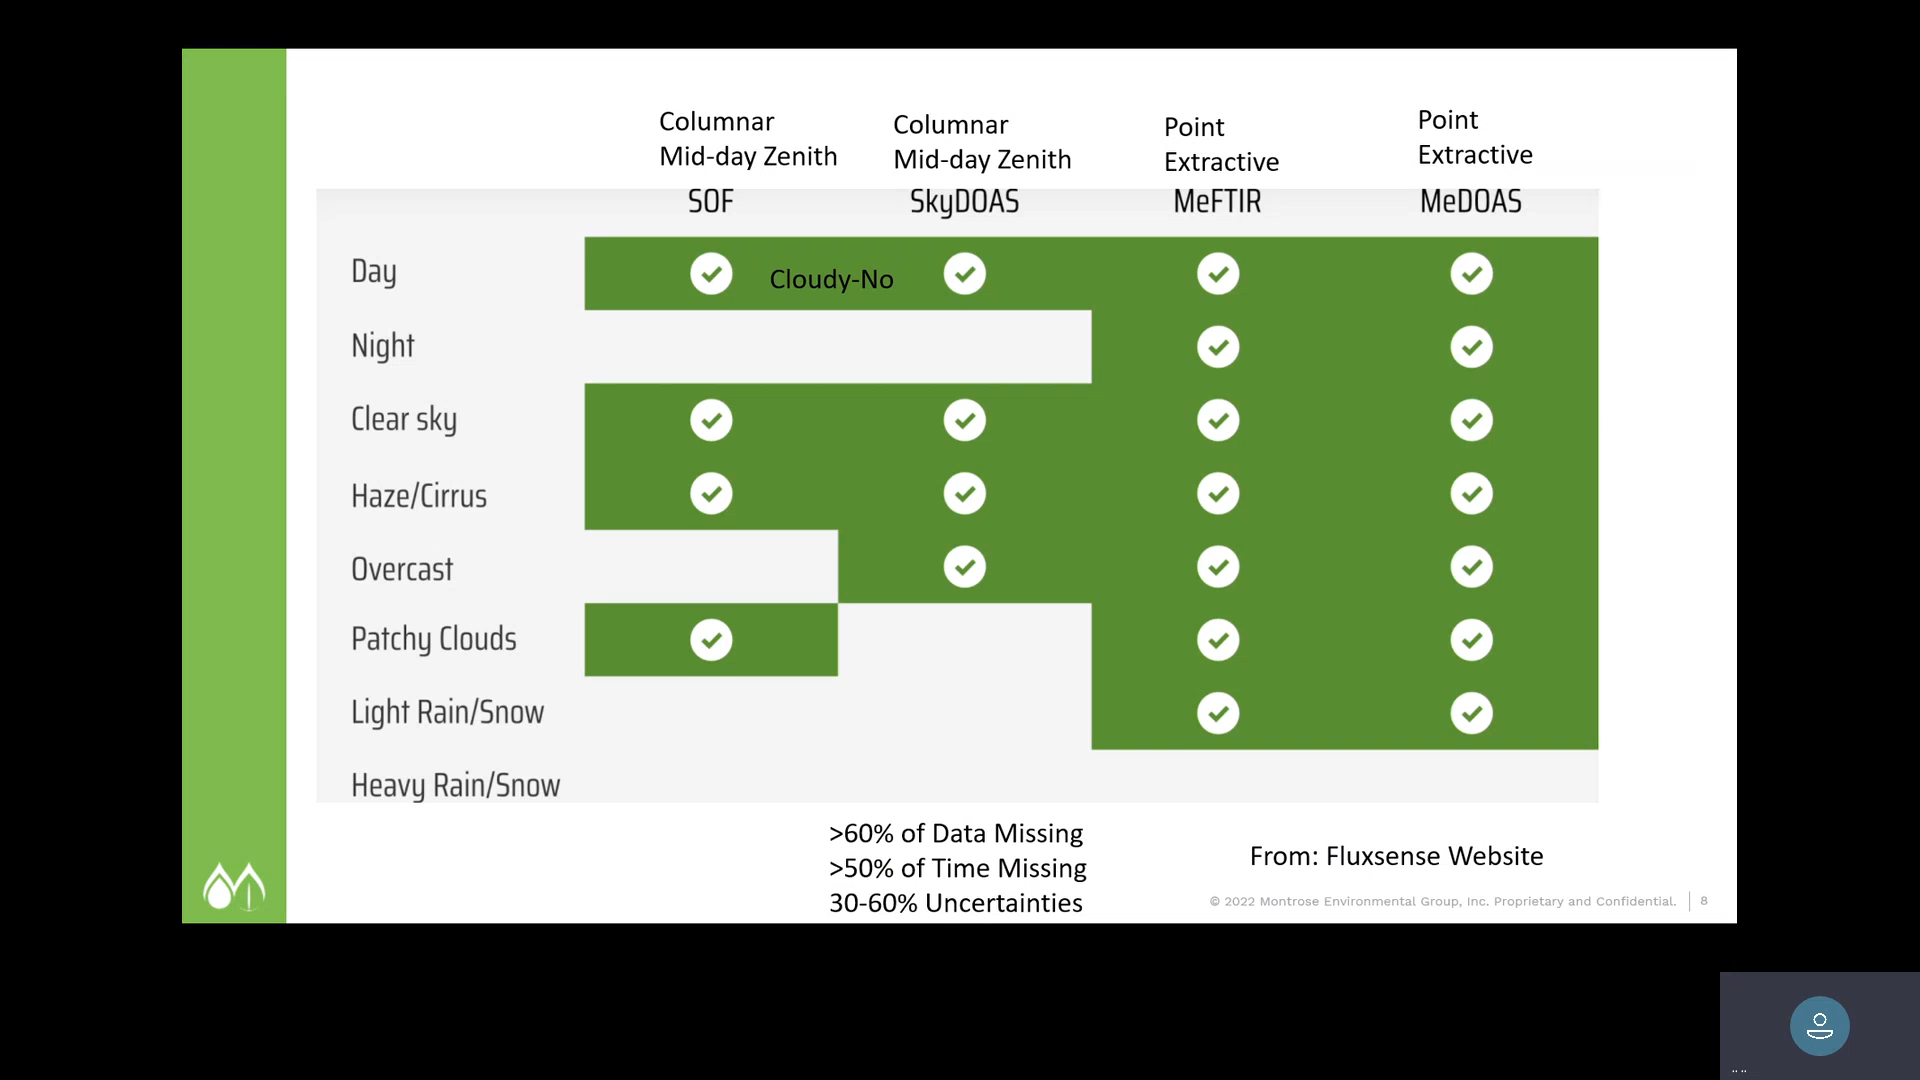 Columnar
Mid-day Zenith
Columnar
Mid-day Zenith
Point
Extractive
Point
Extractive
SOF SkyDOAS MeFTIR MeDOAS
Day
Cloudy-No
Night
Clear sky
Haze/Cirrus
Overcast
Patchy Clouds
Light Rain/Snow
Heavy Rain/Snow
>60% of Data Missing
>50% of Time Missing
30-60% Uncertainties
From: Fluxsense Website
© 2022 Montrose Environmental Group, Inc. Proprietary and Confidential. | 8